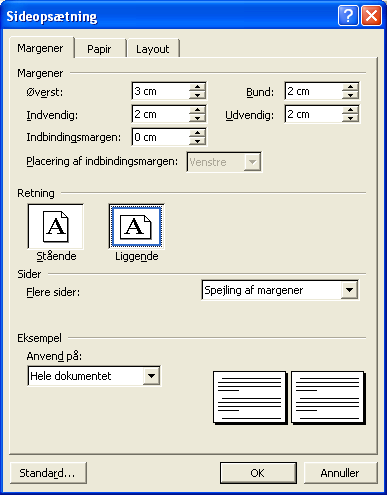 Sideopsætning
Margener Papir Layout
Margener
Øverst: 3 cm Bund: 2 cm
Indvendig: 2 cm Udvendig: 2 cm
Indbindingsmargen: 0 cm
Placering af indbindingsmargen: Venstre
Retning
A A
Stående Liggende
Sider
Flere sider: Spejling af margener
Eksempel
Anvend på:
Hele dokumentet
Standard... OK Annuller